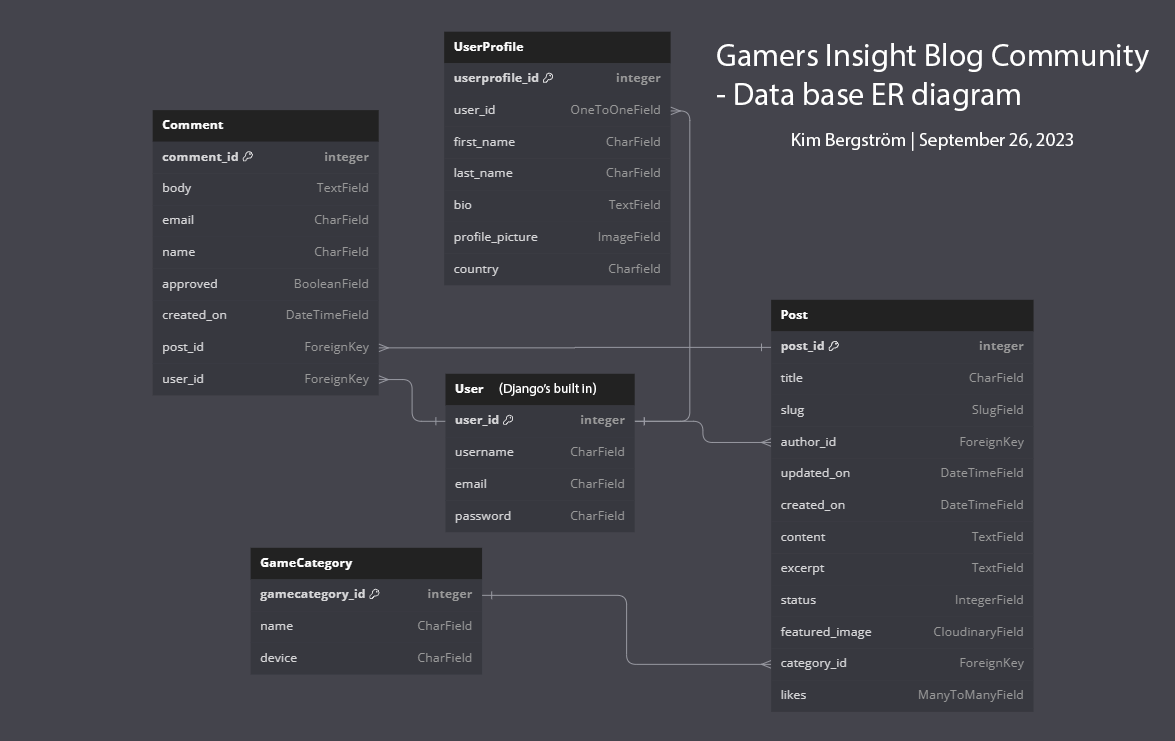 Gamers Insight Blog Community
- Data base ER diagram
Kim Bergström | September 26, 2023
UserProfile
userprofile_id integer
user_id OneToOneField
first_name CharField
last_name CharField
bio TextField
profile_picture ImageField
country Charfield
Comment
comment_id integer
body TextField
email CharField
name CharField
approved BooleanField
created_on DateTimeField
post_id ForeignKey
user_id ForeignKey
User (Django's built in)
user_id integer
username CharField
email CharField
password CharField
Post
post_id integer
title CharField
slug SlugField
author_id ForeignKey
updated_on DateTimeField
created_on DateTimeField
content TextField
excerpt TextField
status IntegerField
featured_image CloudinaryField
category_id ForeignKey
likes ManyToManyField
GameCategory
gamecategory_id integer
name CharField
device CharField